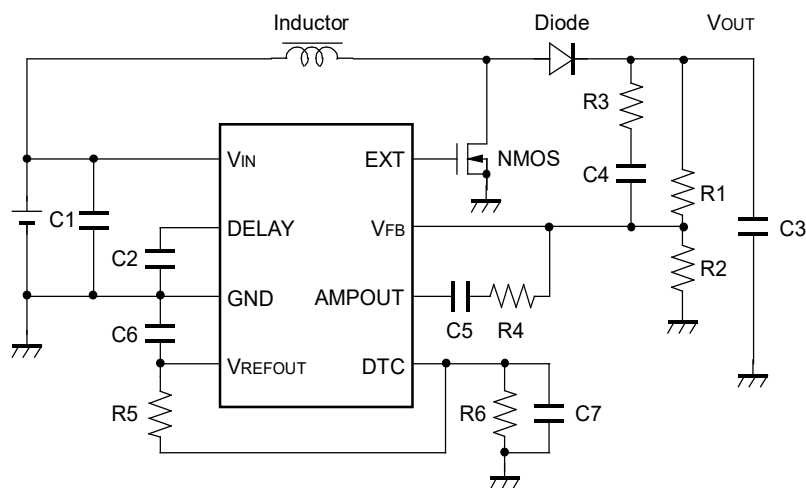 Inductor
Diode
VOUT
R3
VIN
EXT
NMOS
C4
R1
C1
DELAY
VFB
C3
C2
R2
GND
AMPOUT
C6
C5
R4
VREFOUT
DTC
R5
R6
C7